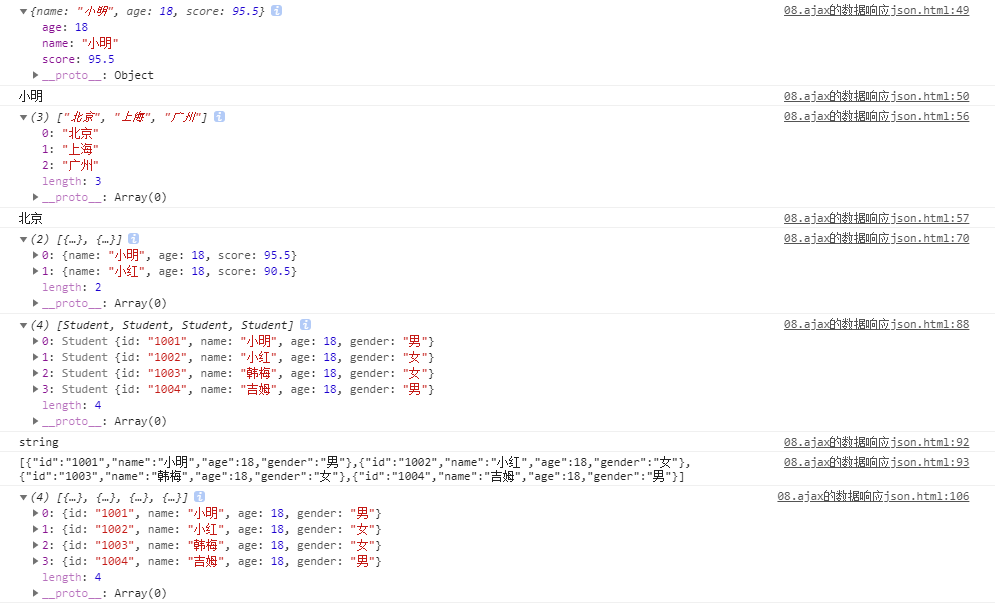 ▼{name: "小明", age: 18, score: 95.5} i 08.ajax的数据响应json.html:49
age: 18
name: "小明"
score: 95.5
▶__proto__: Object
小明 08.ajax的数据响应json.html:50
▼(3) ["北京", "上海", "广州"] i 08.ajax的数据响应json.html:56
0: "北京"
1: "上海"
2: "广州"
length: 3
▶__proto__: Array(0)
北京 08.ajax的数据响应json.html:57
▼(2) [{…}, {…}] i 08.ajax的数据响应json.html:70
▶0: {name: "小明", age: 18, score: 95.5}
▶1: {name: "小红", age: 18, score: 90.5}
length: 2
▶__proto__: Array(0)
▼(4) [Student, Student, Student, Student] i 08.ajax的数据响应json.html:88
▶0: Student {id: "1001", name: "小明", age: 18, gender: "男"}
▶1: Student {id: "1002", name: "小红", age: 18, gender: "女"}
▶2: Student {id: "1003", name: "韩梅", age: 18, gender: "女"}
▶3: Student {id: "1004", name: "吉姆", age: 18, gender: "男"}
length: 4
▶__proto__: Array(0)
string 08.ajax的数据响应json.html:92
[{"id":"1001","name":"小明","age":18,"gender":"男"},{"id":"1002","name":"小红","age":18,"gender":"女"}, 08.ajax的数据响应json.html:93
{"id":"1003","name":"韩梅","age":18,"gender":"女"},{"id":"1004","name":"吉姆","age":18,"gender":"男"}]
▼(4) [{…}, {…}, {…}, {…}] i 08.ajax的数据响应json.html:106
▶0: {id: "1001", name: "小明", age: 18, gender: "男"}
▶1: {id: "1002", name: "小红", age: 18, gender: "女"}
▶2: {id: "1003", name: "韩梅", age: 18, gender: "女"}
▶3: {id: "1004", name: "吉姆", age: 18, gender: "男"}
length: 4
▶__proto__: Array(0)